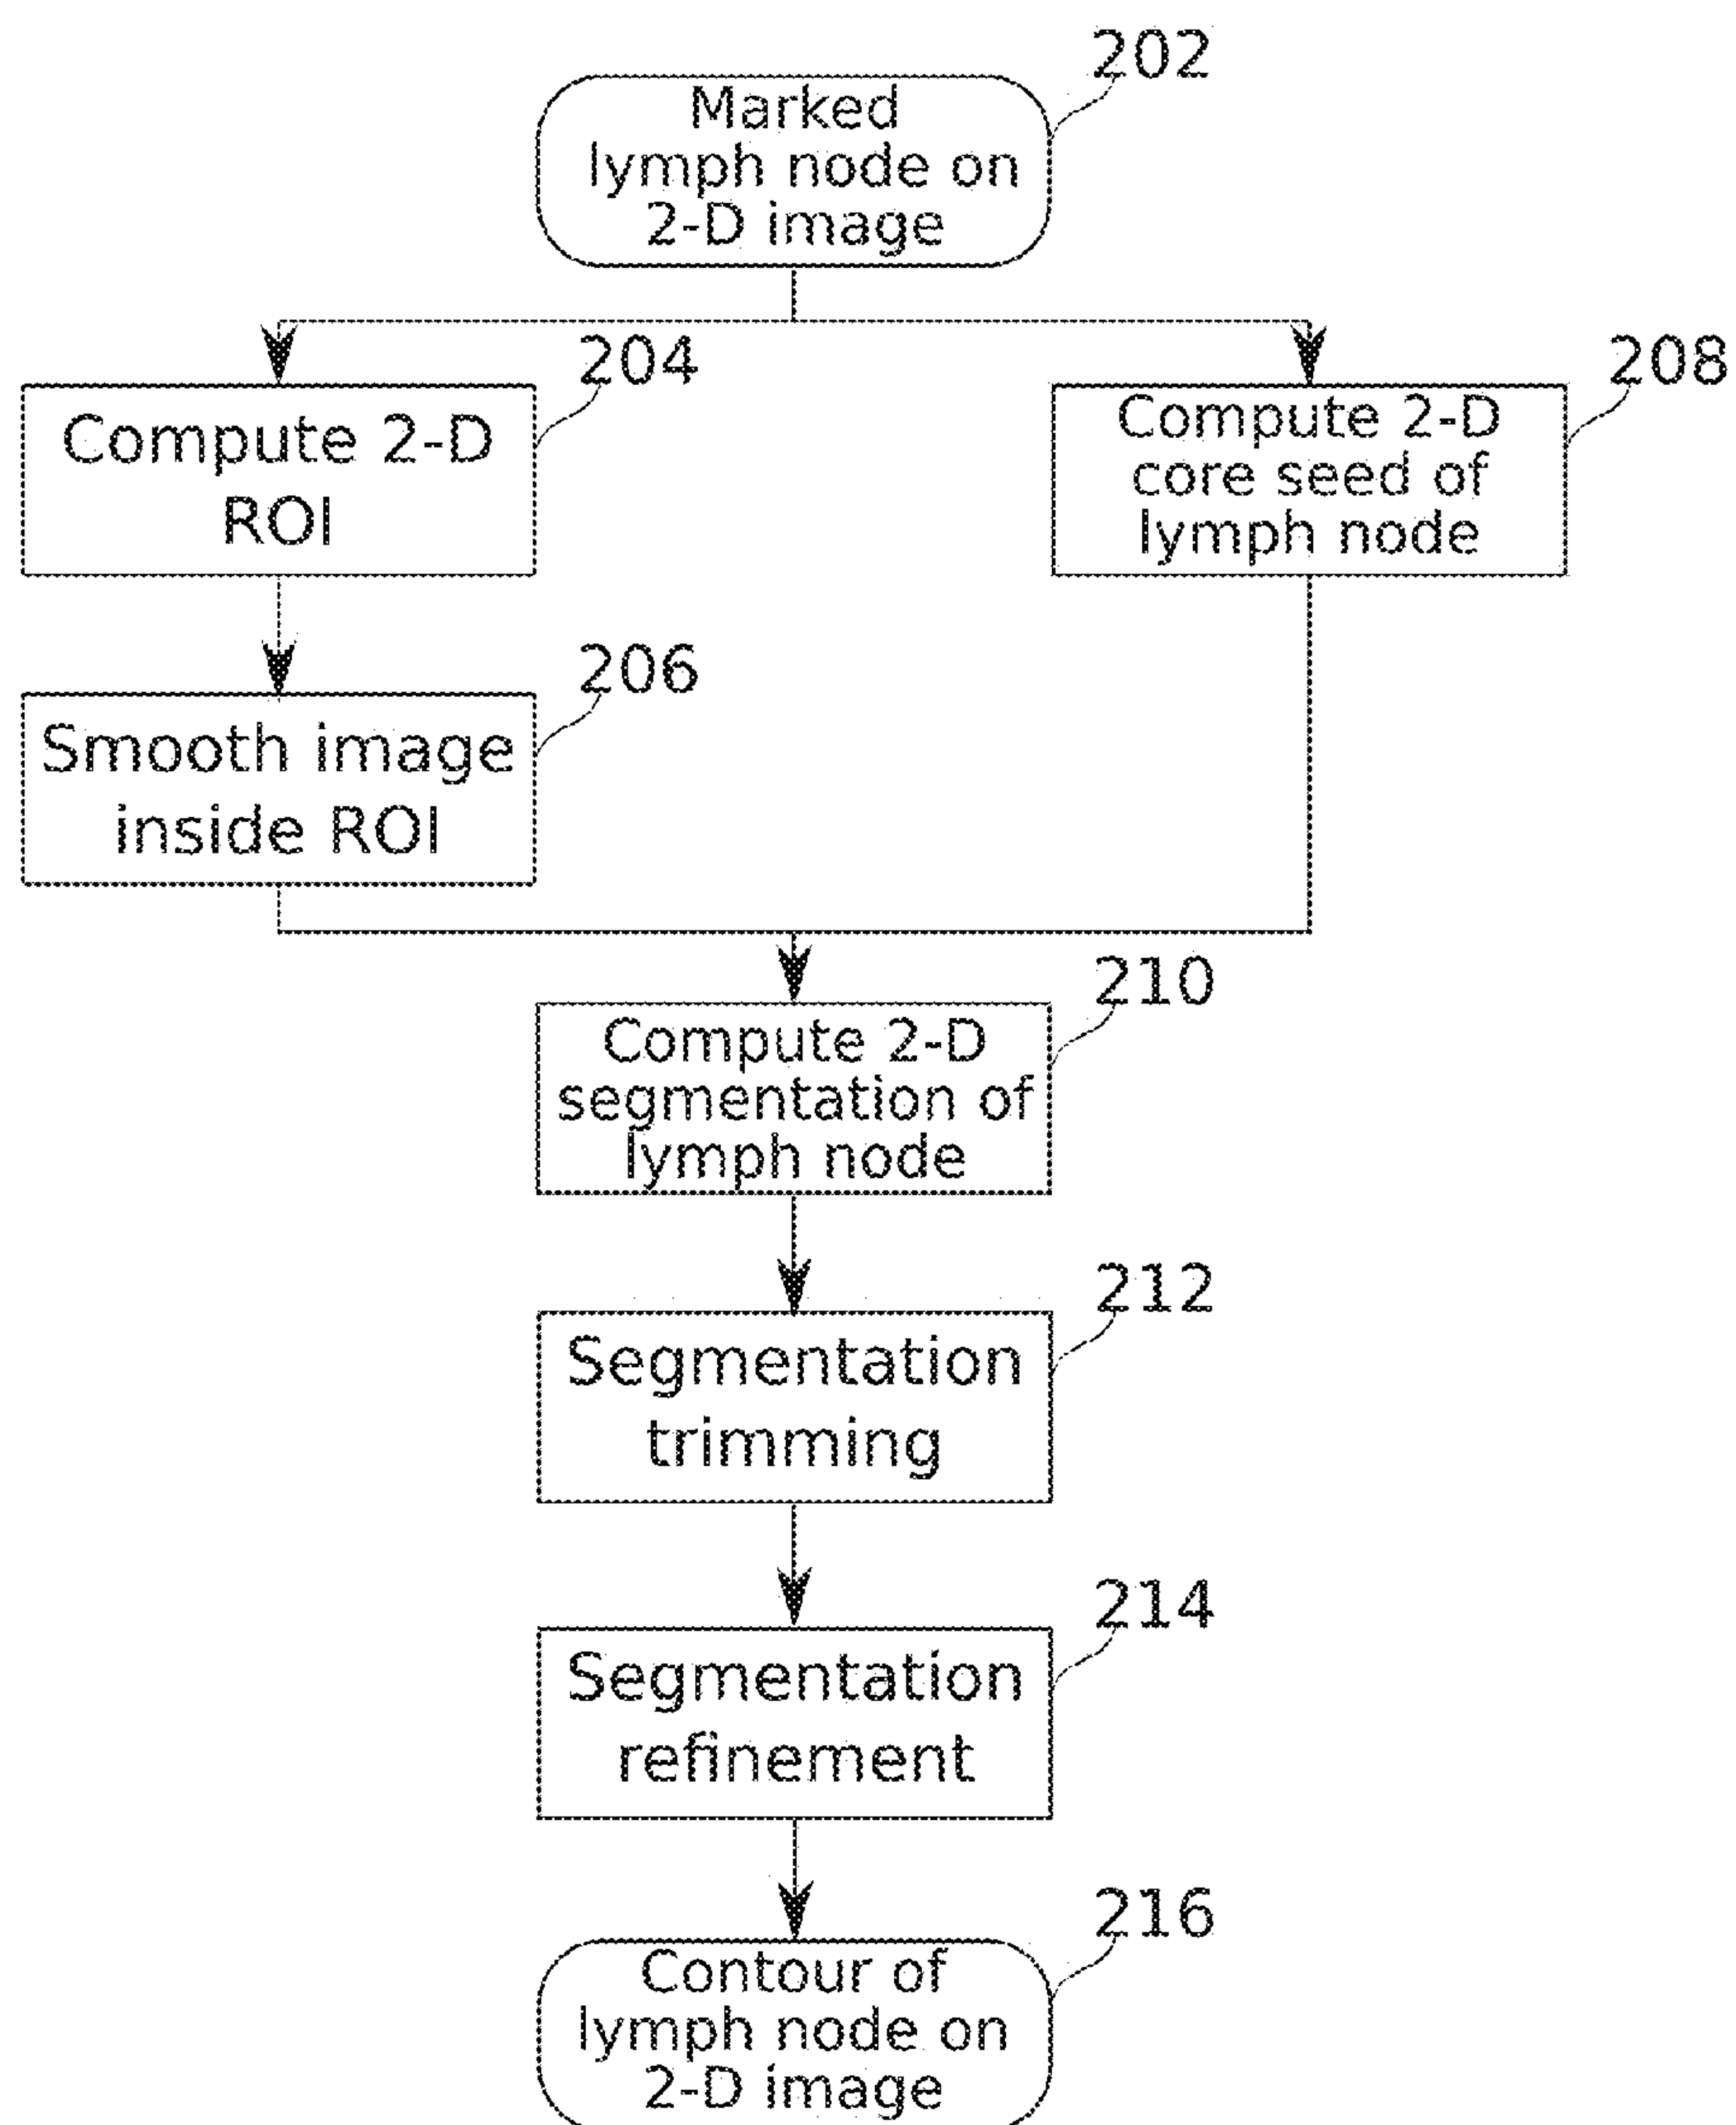 202
Marked
lymph node on
2-D image
204
Compute 2-D
ROI
208
Compute 2-D
core seed of
lymph node
206
Smooth image
inside ROI
210
Compute 2-D
segmentation of
lymph node
212
Segmentation
trimming
214
Segmentation
refinement
216
Contour of
lymph node on
2-D image